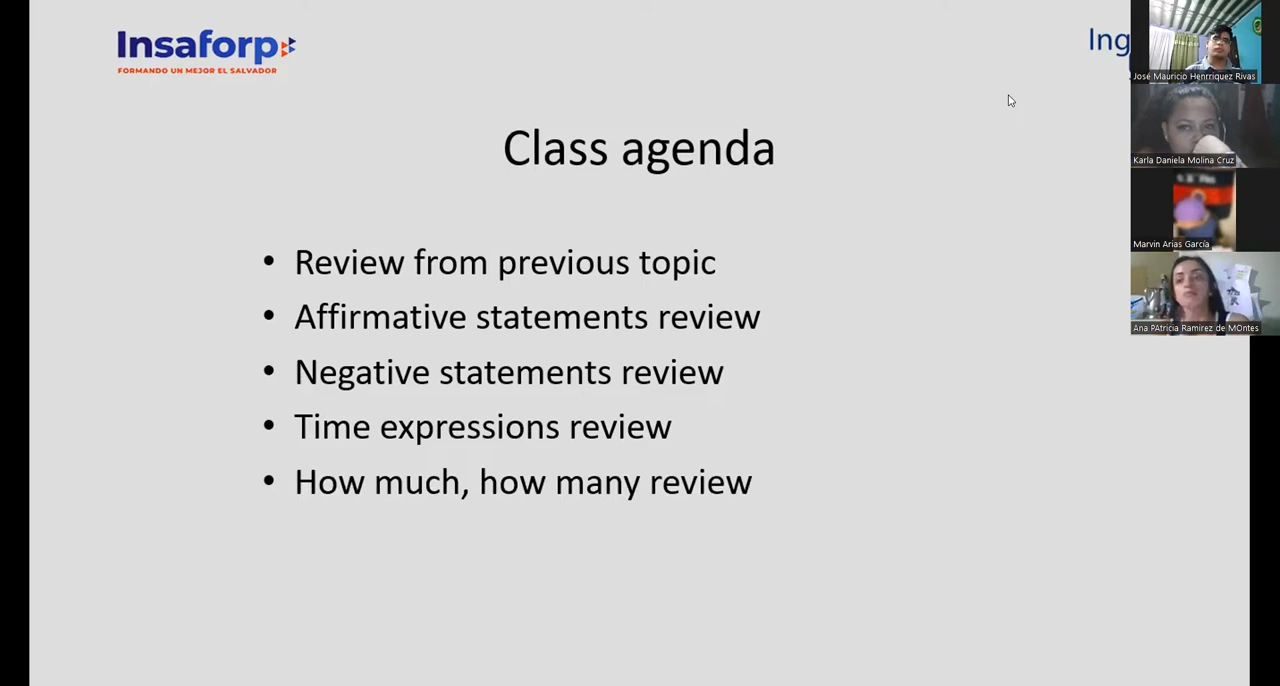 Insaforp
FORMANDO UN MEJOR EL SALVADOR
Ing
Class agenda
• Review from previous topic
• Affirmative statements review
• Negative statements review
• Time expressions review
• How much, how many review
José Mauricio Henrriquez Rivas
Karla Daniela Molina Cruz
Marvin Arias García
Ana PAtricia Ramirez de MOntes